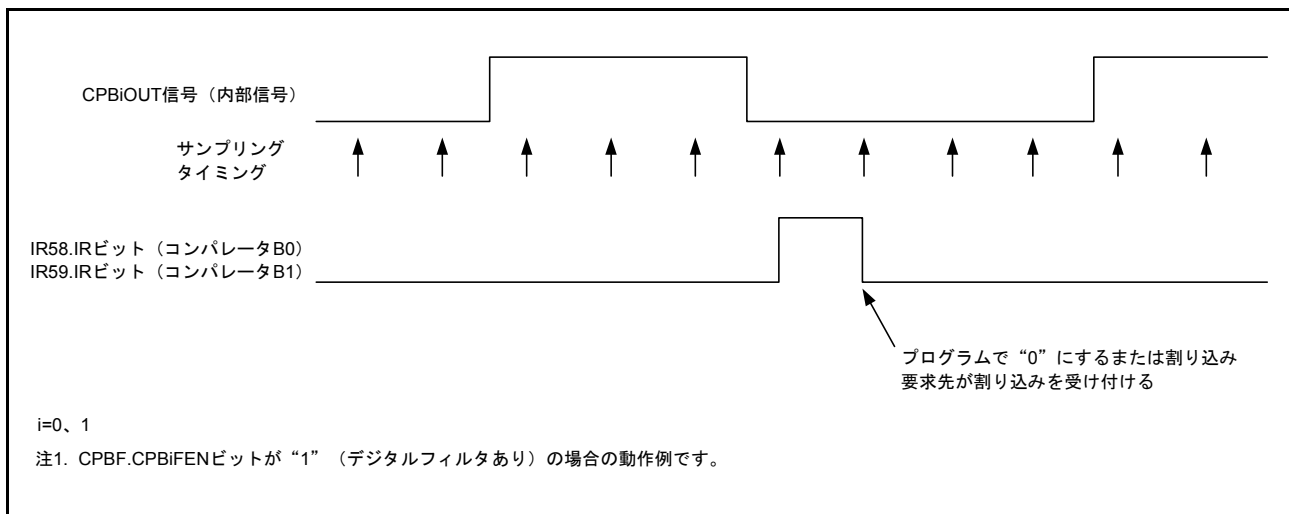 CPBiOUT信号（内部信号）
サンプリング
タイミング
IR58.IRビット（コンパレータB0）
IR59.IRビット（コンパレータB1）
プログラムで“0”にするまたは割り込み
要求先が割り込みを受け付ける
i=0、1
注1. CPBF.CPBiFENビットが“1”（デジタルフィルタあり）の場合の動作例です。